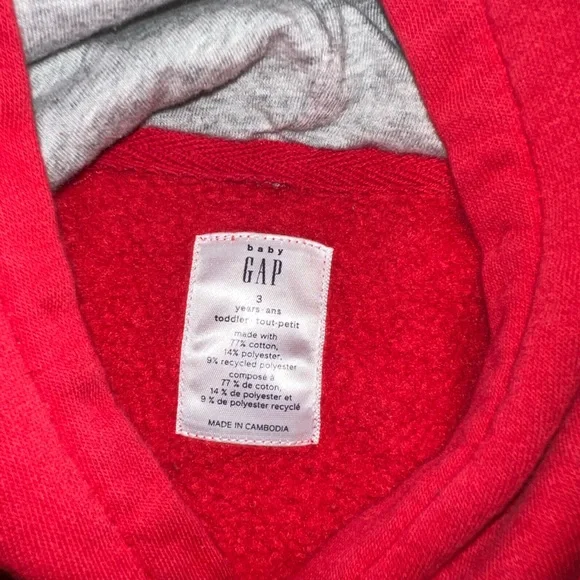 baby
GAP
3
years-ans
toddler-tout-petit
made with
77% cotton,
14% polyester,
9% recycled polyester
composé à
77 % de coton,
14 % de polyester et
9 % de polyester recyclé
MADE IN CAMBODIA